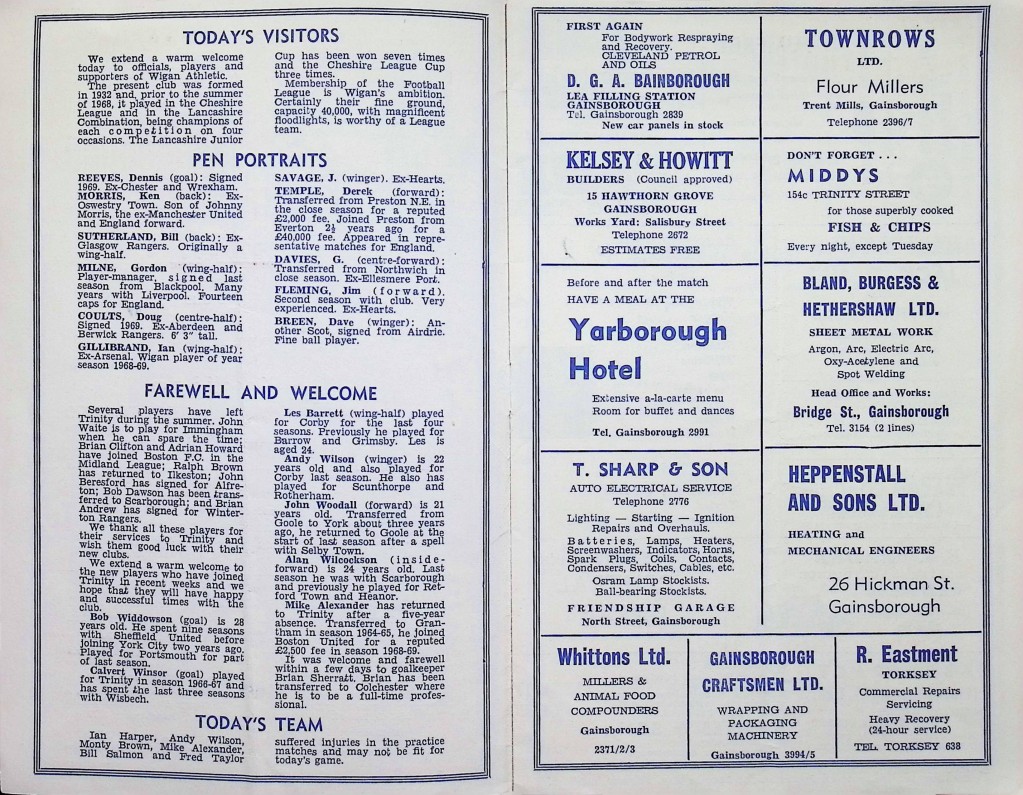 TODAY'S VISITORS
We extend a warm welcome
today to officials, players and
supporters of Wigan Athletic.
The present club was formed
in 1932 and, prior to the summer
of 1968, it played in the Cheshire
League and in the Lancashire
Combination, being champions of
each competition on four
occasions. The Lancashire Junior
Cup has been won seven times
and the Cheshire League Cup
three times.
Membership of the Football
League is Wigan's ambition.
Certainly their fine ground,
capacity 40,000, with magnificent
floodlights, is worthy of a League
team.
PEN PORTRAITS
REEVES, Dennis (goal): Signed
1969. Ex-Chester and Wrexham.
MORRIS, Ken (back): Ex-
Oswestry Town. Son of Johnny
Morris, the ex-Manchester United
and England forward.
SUTHERLAND, Bill (back): Ex-
Glasgow Rangers. Originally a
wing-half.
MILNE, Gordon (wing-half):
Player-manager, signed last
season from Blackpool. Many
years with Liverpool. Fourteen
caps for England.
COULTS, Doug (centre-half):
Signed 1969. Ex-Aberdeen and
Berwick Rangers. 6' 3" tall.
GILLIBRAND, Ian (wing-half):
Ex-Arsenal. Wigan player of year
season 1968-69.
SAVAGE, J. (winger). Ex-Hearts.
TEMPLE, Derek (forward):
Transferred from Preston N.E. in
the close season for a reputed
£2,000 fee. Joined Preston from
Everton 2½ years ago for a
£40,000 fee. Appeared in repre-
sentative matches for England.
DAVIES, G. (centre-forward):
Transferred from Northwich in
close season. Ex-Ellesmere Port.
FLEMING, Jim (forward).
Second season with club. Very
experienced. Ex-Hearts.
BREEN, Dave (winger): An-
other Scot, signed from Airdrie.
Fine ball player.
FAREWELL AND WELCOME
Several players have left
Trinity during the summer. John
Waite is to play for Immingham
when he can spare the time;
Brian Clifton and Adrian Howard
have joined Boston F.C. in the
Midland League; Ralph Brown
has returned to Ilkeston; John
Beresford has signed for Alfre-
ton; Bob Dawson has been trans-
ferred to Scarborough; and Brian
Andrew has signed for Winter-
ton Rangers.
We thank all these players for
their services to Trinity and
wish them good luck with their
new clubs.
We extend a warm welcome to
the new players who have joined
Trinity in recent weeks and we
hope that they will have happy
and successful times with the
club.
Bob Widdowson (goal) is 28
years old. He spent nine seasons
with Sheffield United before
joining York City two years ago.
Played for Portsmouth for part
of last season.
Calvert Winsor (goal) played
for Trinity in season 1966-67 and
has spent the last three seasons
with Wisbech.
Les Barrett (wing-half) played
for Corby for the last four
seasons. Previously he played for
Barrow and Grimsby. Les is
aged 24.
Andy Wilson (winger) is 22
years old and also played for
Corby last season. He also has
played for Scunthorpe and
Rotherham.
John Woodall (forward) is 21
years old. Transferred from
Goole to York about three years
ago, he returned to Goole at the
start of last season after a spell
with Selby Town.
Alan Wilcockson (inside-
forward) is 24 years old. Last
season he was with Scarborough
and previously he played for Ret-
ford Town and Heanor.
Mike Alexander has returned
to Trinity after a five-year
absence. Transferred to Gran-
tham in season 1964-65, he joined
Boston United for a reputed
£2,500 fee in season 1968-69.
It was welcome and farewell
within a few days to goalkeeper
Brian Sherratt. Brian has been
transferred to Colchester where
he is to be a full-time profes-
sional.
TODAY'S TEAM
Ian Harper, Andy Wilson,
Monty Brown, Mike Alexander,
Bill Salmon and Fred Taylor
suffered injuries in the practice
matches and may not be fit for
today's game.
FIRST AGAIN
For Bodywork Respraying
and Recovery.
CLEVELAND PETROL
AND OILS
D. G. A. BAINBOROUGH
LEA FILLING STATION
GAINSBOROUGH
Tel. Gainsborough 2839
New car panels in stock
TOWNROWS
LTD.
Flour Millers
Trent Mills, Gainsborough
Telephone 2396/7
KELSEY & HOWITT
BUILDERS (Council approved)
15 HAWTHORN GROVE
GAINSBOROUGH
Works Yard: Salisbury Street
Telephone 2672
ESTIMATES FREE
DON'T FORGET . . .
MIDDYS
154c TRINITY STREET
for those superbly cooked
FISH & CHIPS
Every night, except Tuesday
Before and after the match
HAVE A MEAL AT THE
Yarborough
Hotel
Extensive a-la-carte menu
Room for buffet and dances
Tel. Gainsborough 2991
BLAND, BURGESS &
HETHERSHAW LTD.
SHEET METAL WORK
Argon, Arc, Electric Arc,
Oxy-Acetylene and
Spot Welding
Head Office and Works:
Bridge St., Gainsborough
Tel. 3154 (2 lines)
T. SHARP & SON
AUTO ELECTRICAL SERVICE
Telephone 2776
Lighting — Starting — Ignition
Repairs and Overhauls.
Batteries, Lamps, Heaters,
Screenwashers, Indicators, Horns,
Spark Plugs, Coils, Contacts,
Condensers, Switches, Cables, etc.
Osram Lamp Stockists.
Ball-bearing Stockists.
FRIENDSHIP GARAGE
North Street, Gainsborough
HEPPENSTALL
AND SONS LTD.
HEATING and
MECHANICAL ENGINEERS
26 Hickman St.
Gainsborough
Whittons Ltd.
MILLERS &
ANIMAL FOOD
COMPOUNDERS
Gainsborough
2371/2/3
GAINSBOROUGH
CRAFTSMEN LTD.
WRAPPING AND
PACKAGING
MACHINERY
Gainsborough 3994/5
R. Eastment
TORKSEY
Commercial Repairs
Servicing
Heavy Recovery
(24-hour service)
TEL. TORKSEY 638